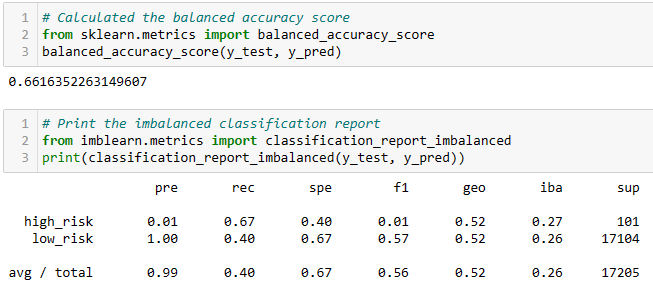 1 # Calculated the balanced accuracy score
2 from sklearn.metrics import balanced_accuracy_score
3 balanced_accuracy_score(y_test, y_pred)
0.6616352263149607
1 # Print the imbalanced classification report
2 from imblearn.metrics import classification_report_imbalanced
3 print(classification_report_imbalanced(y_test, y_pred))
pre rec spe f1 geo iba sup
high_risk 0.01 0.67 0.40 0.01 0.52 0.27 101
low_risk 1.00 0.40 0.67 0.57 0.52 0.26 17104
avg / total 0.99 0.40 0.67 0.56 0.52 0.26 17205